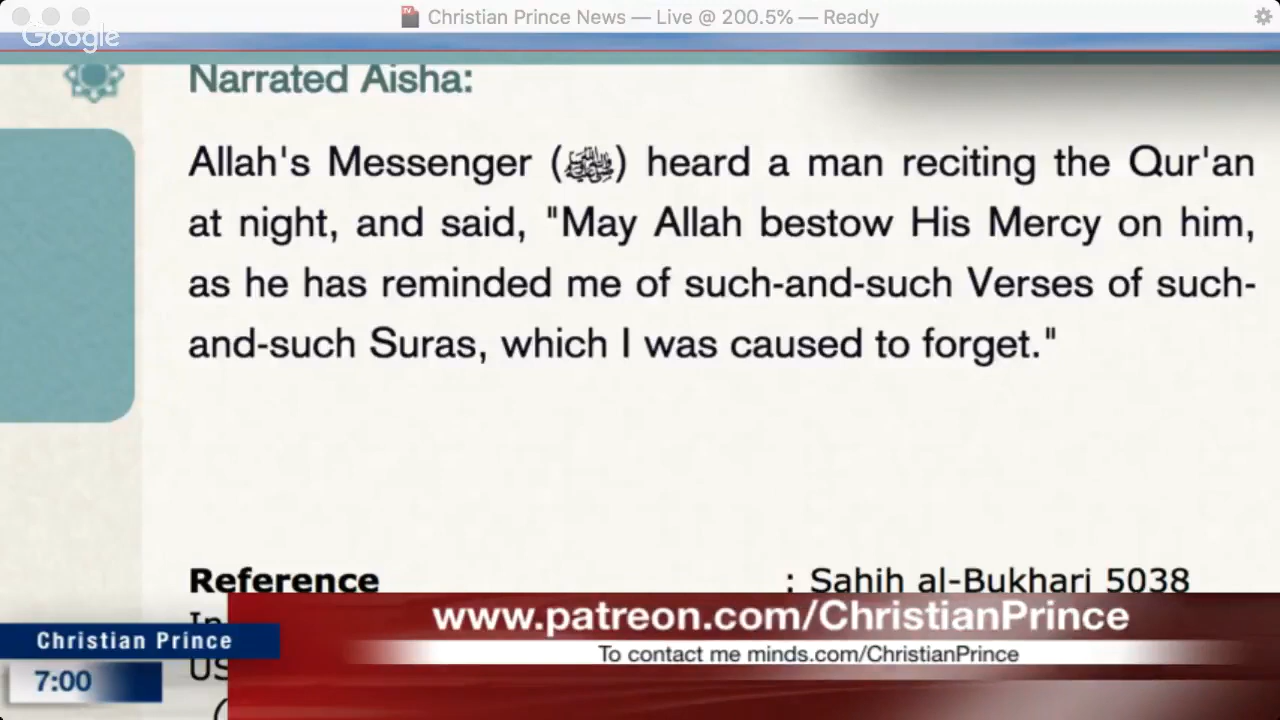 Christian Prince News — Live @ 200.5% — Ready
Google
Narrated Aisha:
Allah's Messenger (ﷺ) heard a man reciting the Qur'an
at night, and said, "May Allah bestow His Mercy on him,
as he has reminded me of such-and-such Verses of such-
and-such Suras, which I was caused to forget."
Reference : Sahih al-Bukhari 5038
In
US
www.patreon.com/ChristianPrince
To contact me minds.com/ChristianPrince
Christian Prince
7:00